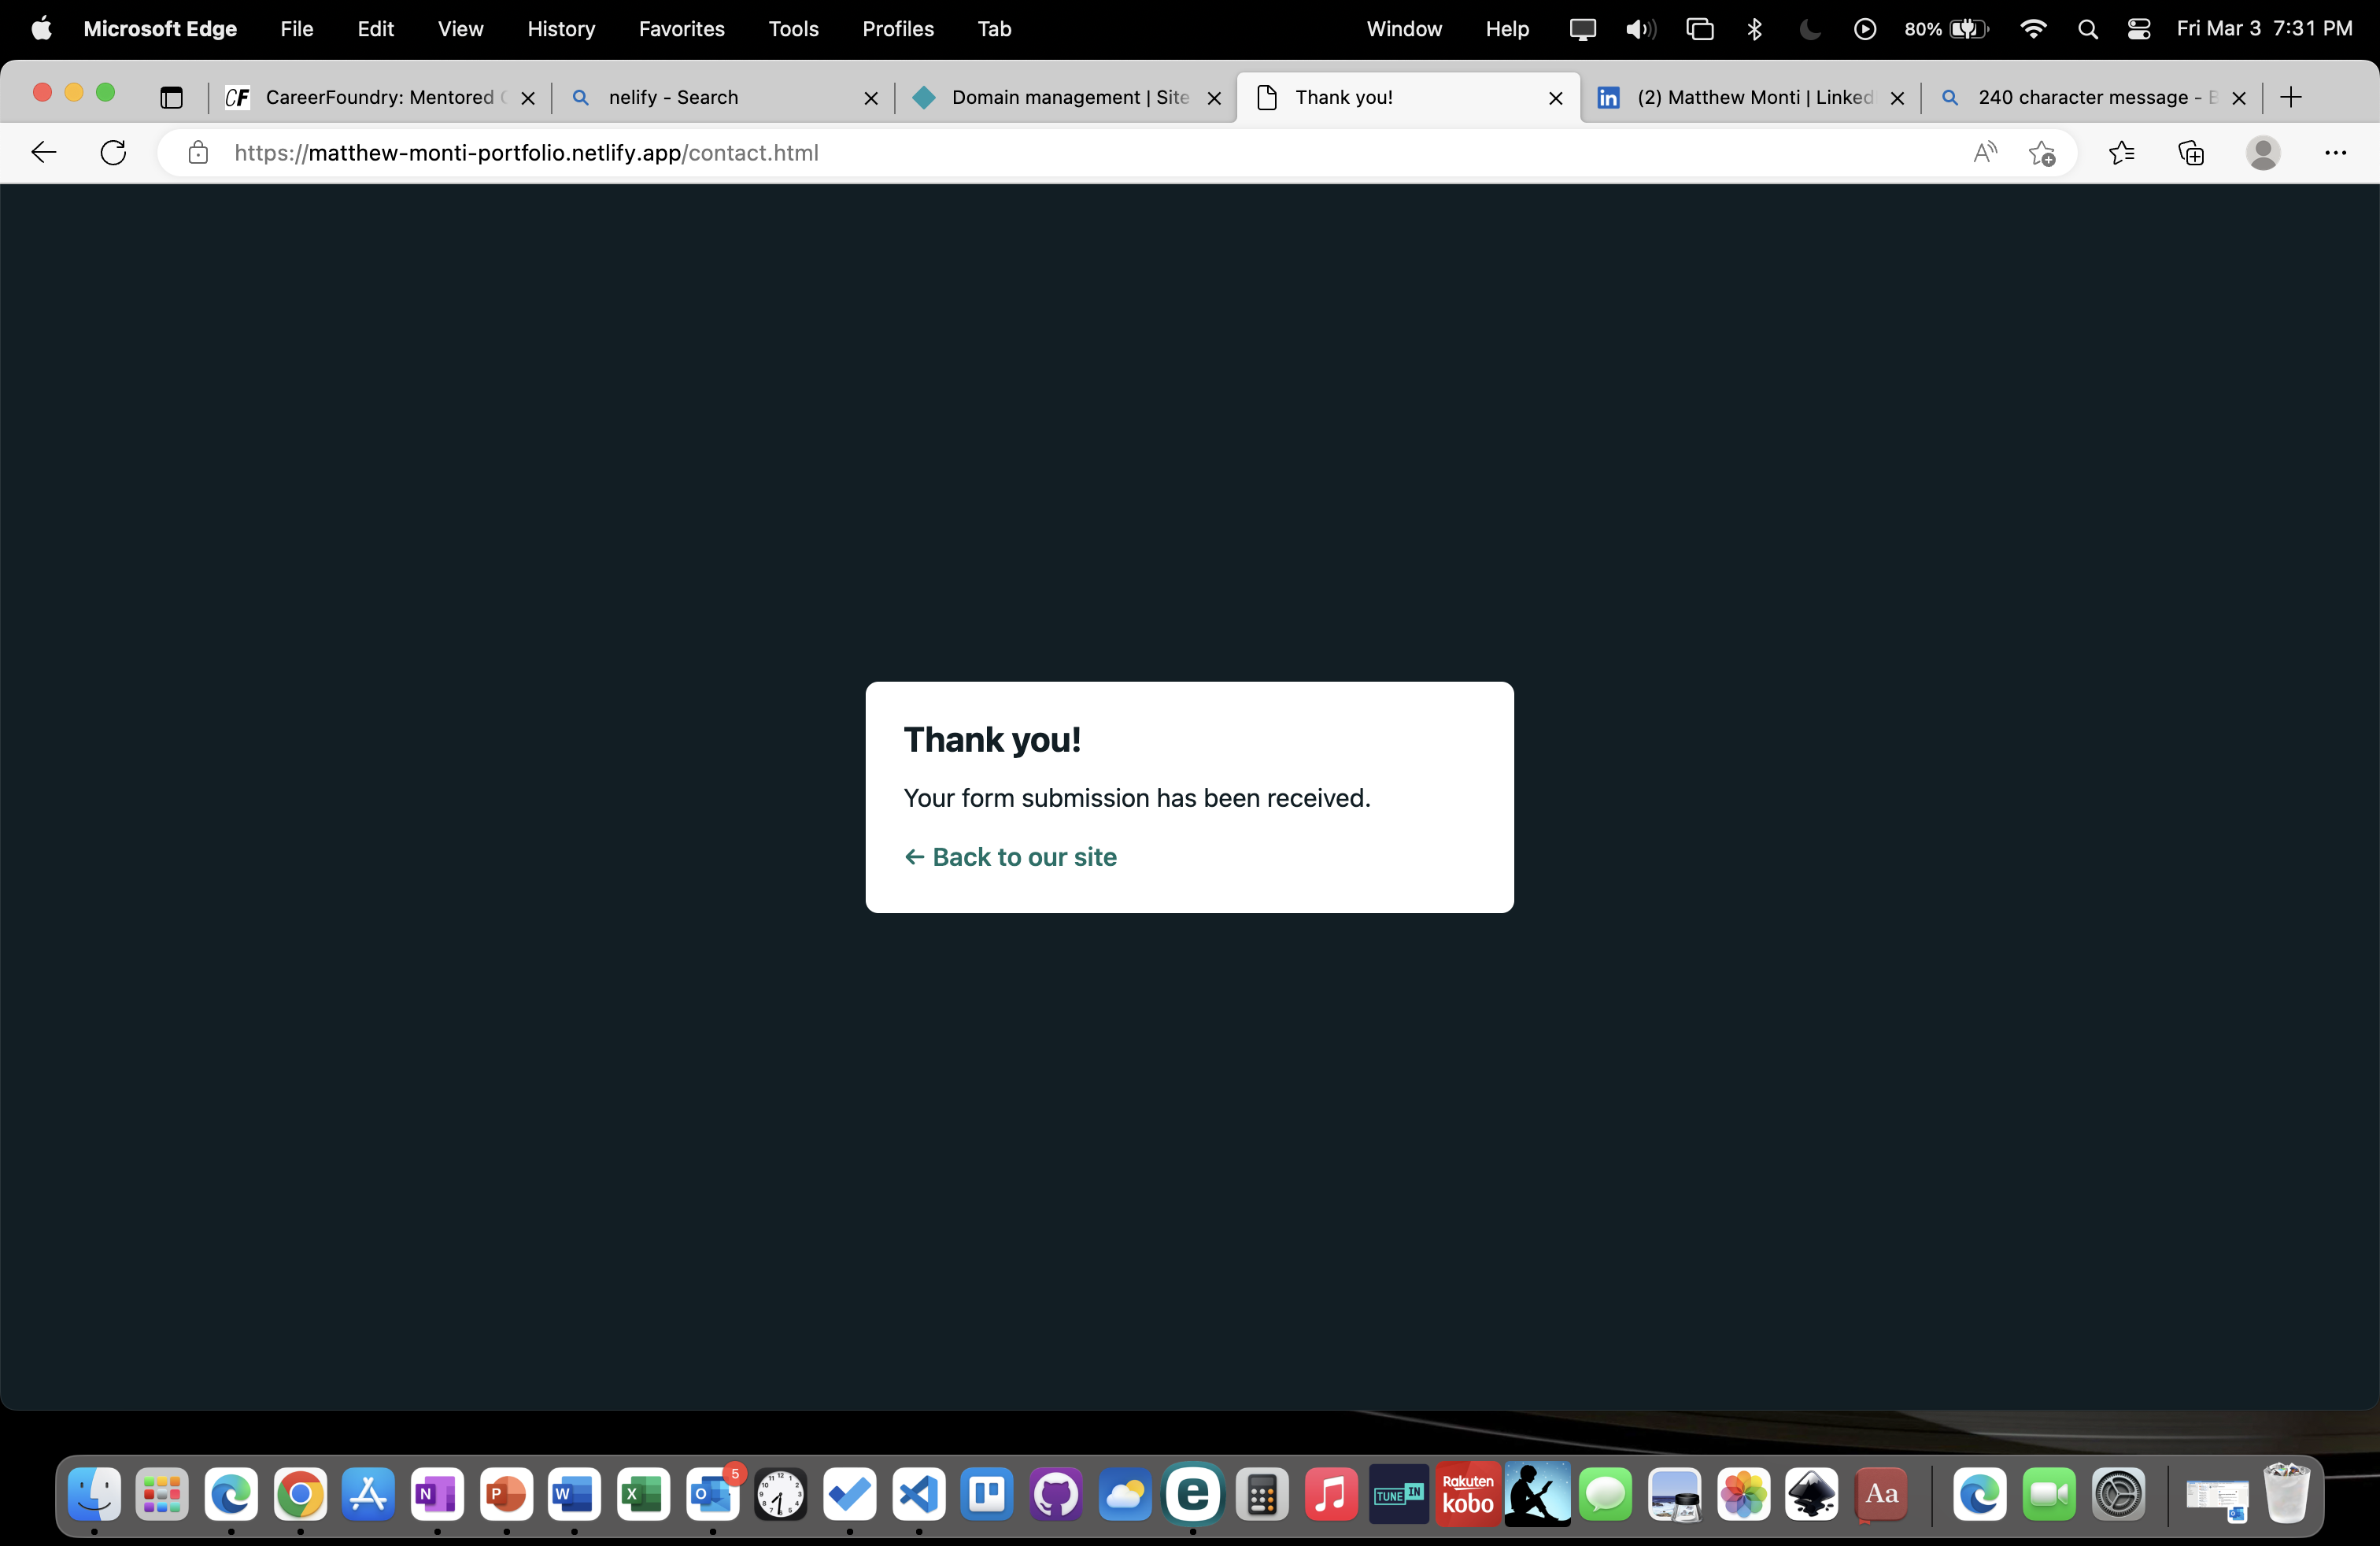 Microsoft Edge File Edit View History Favorites Tools Profiles Tab Window Help 80% Fri Mar 3 7:31 PM
CF CareerFoundry: Mentored nelify - Search Domain management | Site Thank you! in (2) Matthew Monti | Linked 240 character message -
https://matthew-monti-portfolio.netlify.app/contact.html
Thank you!
Your form submission has been received.
← Back to our site
5
N P W X O e TUNE IN Rakuten kobo Aa